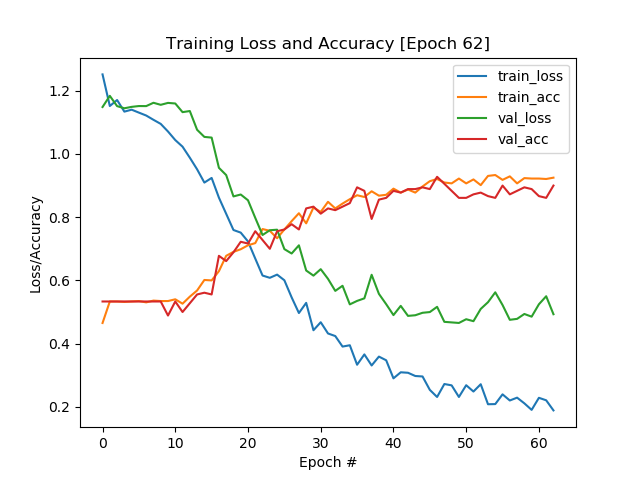 Training Loss and Accuracy [Epoch 62]
train_loss
train_acc
val_loss
val_acc
Loss/Accuracy
1.2
1.0
0.8
0.6
0.4
0.2
0 10 20 30 40 50 60
Epoch #